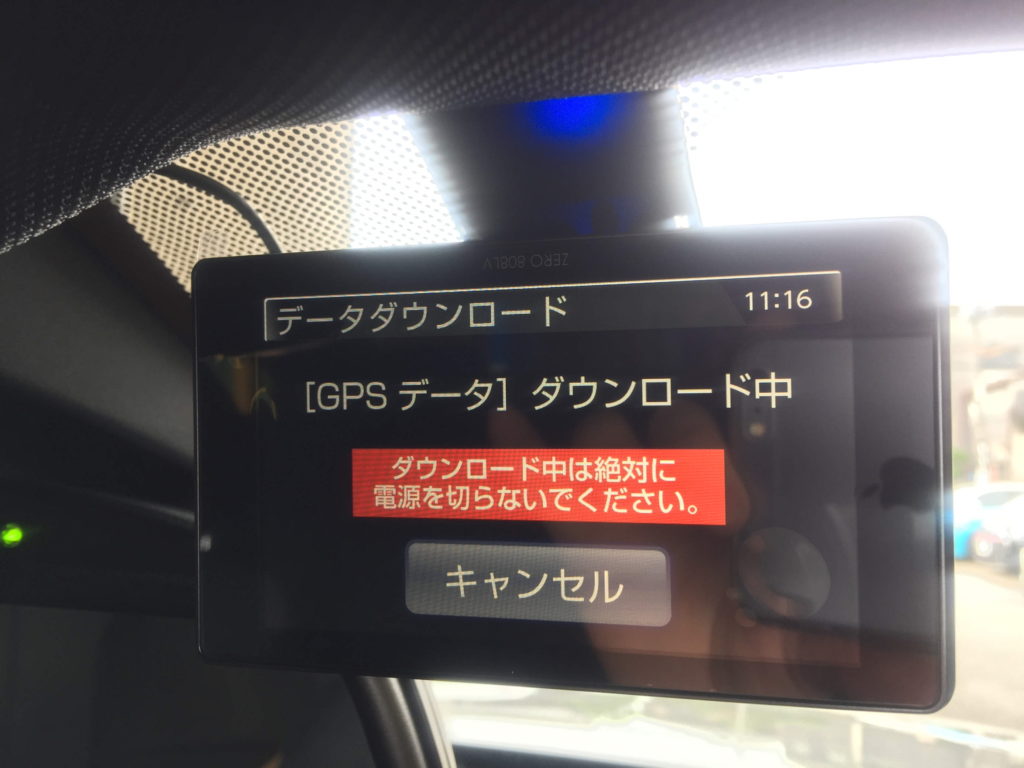 ZERO 808LV
データダウンロード 11:16
[GPS データ] ダウンロード中
ダウンロード中は絶対に
電源を切らないでください。
キャンセル